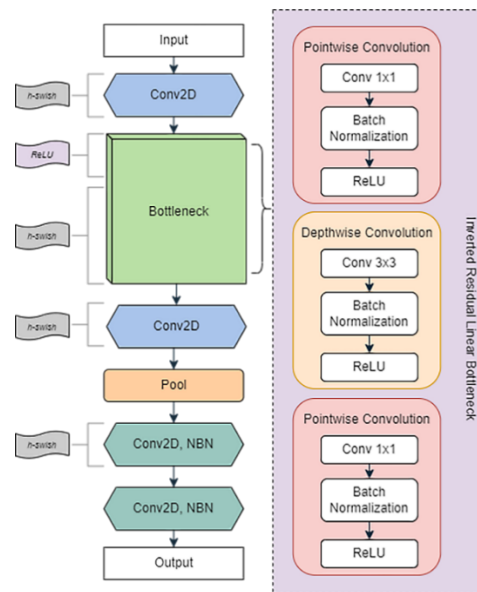 Input
h-swish
Conv2D
ReLU
h-swish
Bottleneck
h-swish
Conv2D
Pool
h-swish
Conv2D, NBN
Conv2D, NBN
Output
Pointwise Convolution
Conv 1x1
Batch
Normalization
ReLU
Depthwise Convolution
Conv 3x3
Batch
Normalization
ReLU
Pointwise Convolution
Conv 1x1
Batch
Normalization
ReLU
Inverted Residual Linear Bottleneck